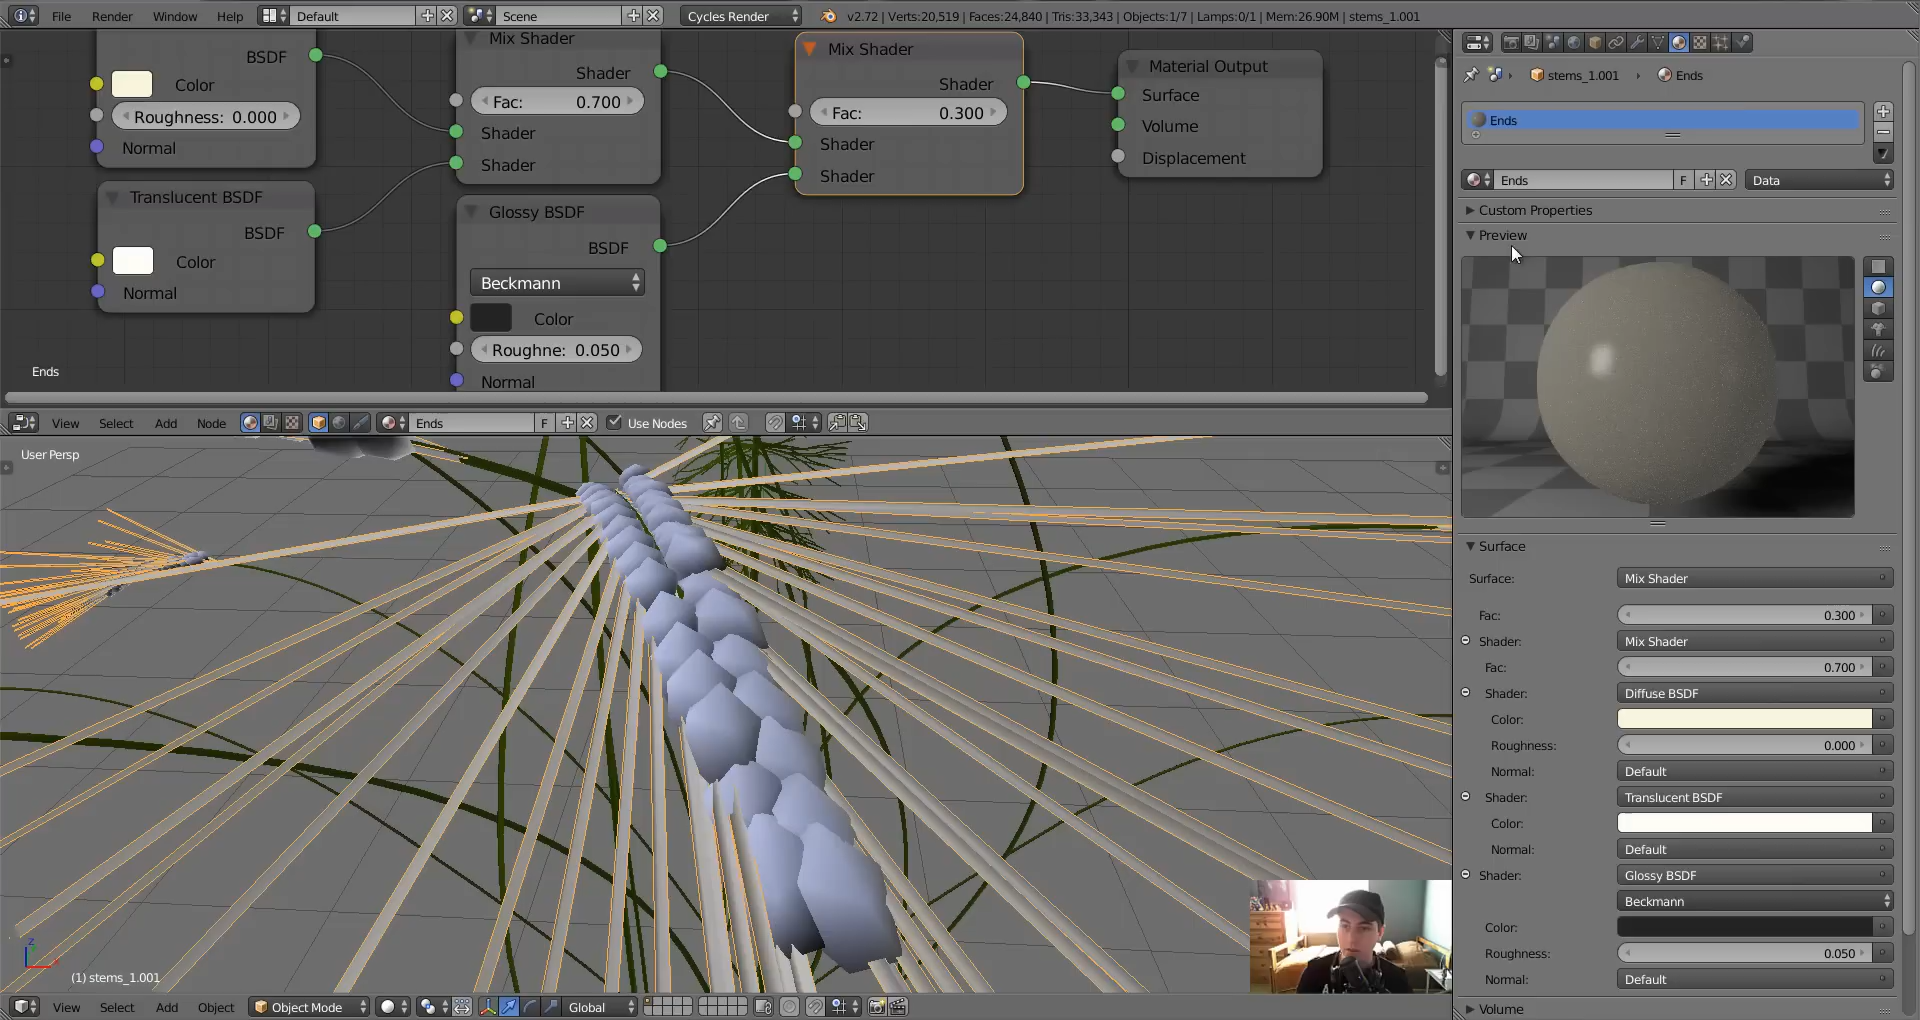 File Render Window Help Default Scene Cycles Render v2.72 | Verts:20,519 | Faces:24,840 | Tris:33,343 | Objects:1/7 | Lamps:0/1 | Mem:26.90M | stems_1.001
BSDF
Color
Roughness: 0.000
Normal
Translucent BSDF
BSDF
Color
Normal
Mix Shader
Shader
Fac: 0.700
Shader
Shader
Glossy BSDF
BSDF
Beckmann
Color
Roughne: 0.050
Normal
Mix Shader
Shader
Fac: 0.300
Shader
Shader
Material Output
Surface
Volume
Displacement
Ends
View Select Add Node Ends F Use Nodes
User Persp
(1) stems_1.001
View Select Add Object Object Mode Global
stems_1.001 Ends
Ends
Ends F Data
Custom Properties
Preview
Surface
Surface: Mix Shader
Fac: 0.300
Shader: Mix Shader
Fac: 0.700
Shader: Diffuse BSDF
Color:
Roughness: 0.000
Normal: Default
Shader: Translucent BSDF
Color:
Normal: Default
Shader: Glossy BSDF
Beckmann
Color:
Roughness: 0.050
Normal: Default
Volume